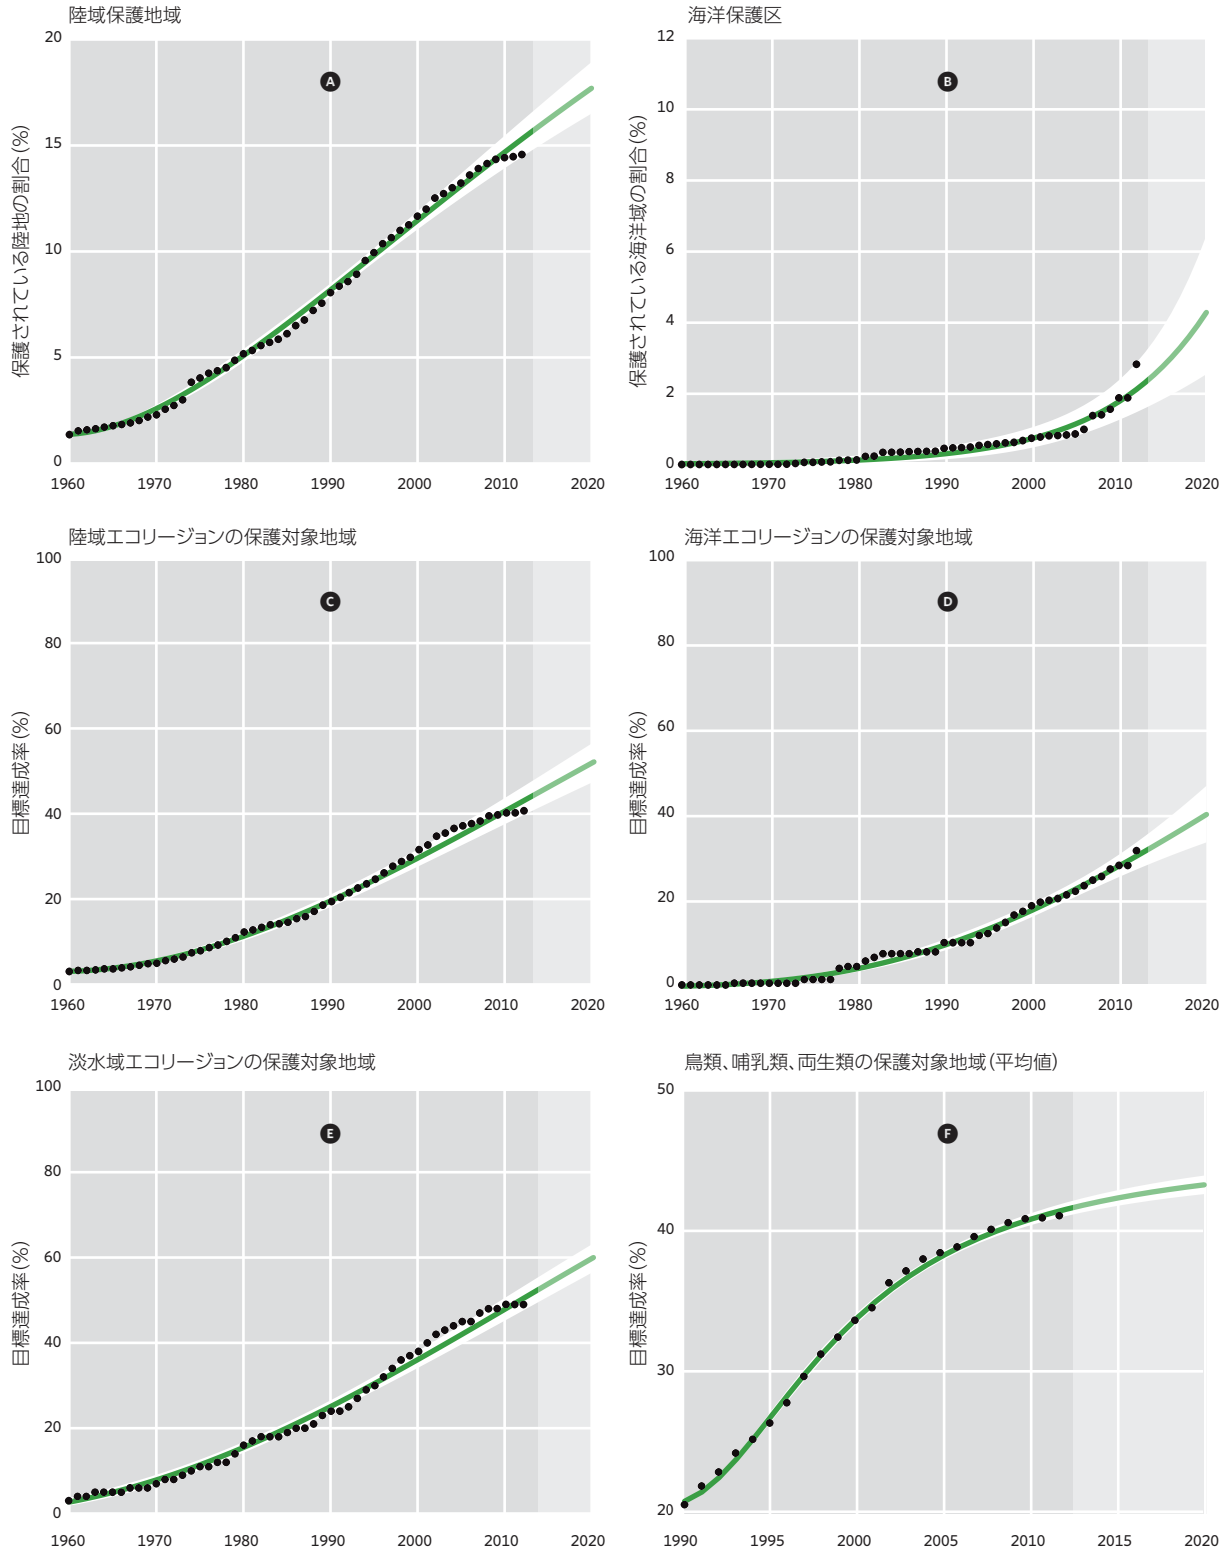 陸域保護地域
保護されている陸地の割合(%)
20
15
10
5
0
A
1960 1970 1980 1990 2000 2010 2020
海洋保護区
保護されている海洋域の割合(%)
12
10
8
6
4
2
0
B
1960 1970 1980 1990 2000 2010 2020
陸域エコリージョンの保護対象地域
目標達成率(%)
100
80
60
40
20
0
C
1960 1970 1980 1990 2000 2010 2020
海洋エコリージョンの保護対象地域
目標達成率(%)
100
80
60
40
20
0
D
1960 1970 1980 1990 2000 2010 2020
淡水域エコリージョンの保護対象地域
目標達成率(%)
100
80
60
40
20
0
E
1960 1970 1980 1990 2000 2010 2020
鳥類、哺乳類、両生類の保護対象地域(平均値)
目標達成率(%)
50
40
30
20
F
1990 1995 2000 2005 2010 2015 2020